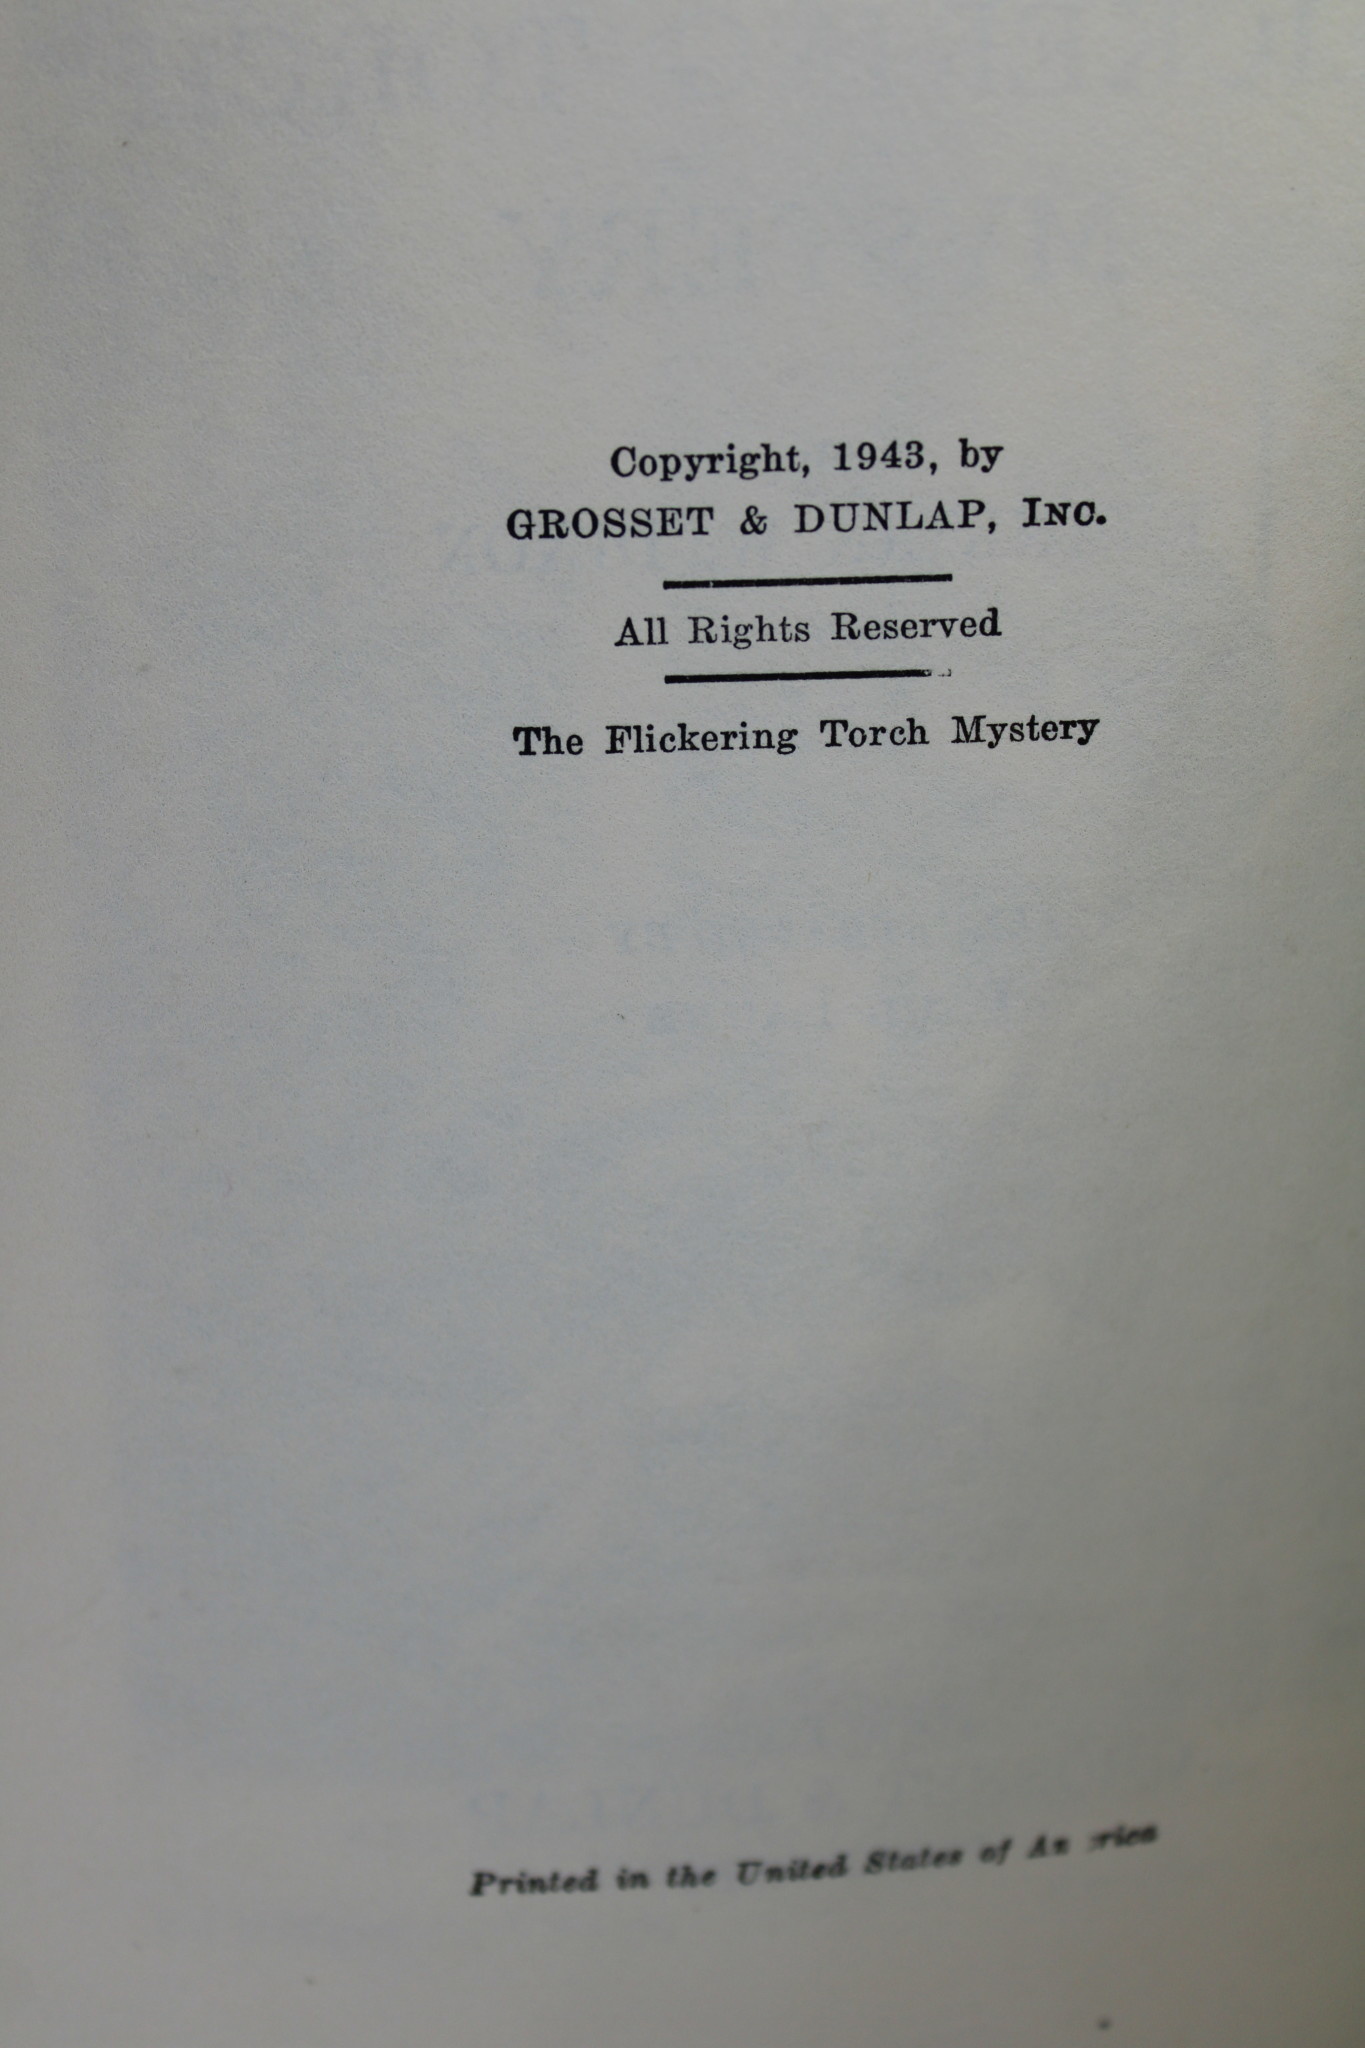 Copyright, 1943, by
GROSSET & DUNLAP, INC.
All Rights Reserved
The Flickering Torch Mystery
Printed in the United States of America